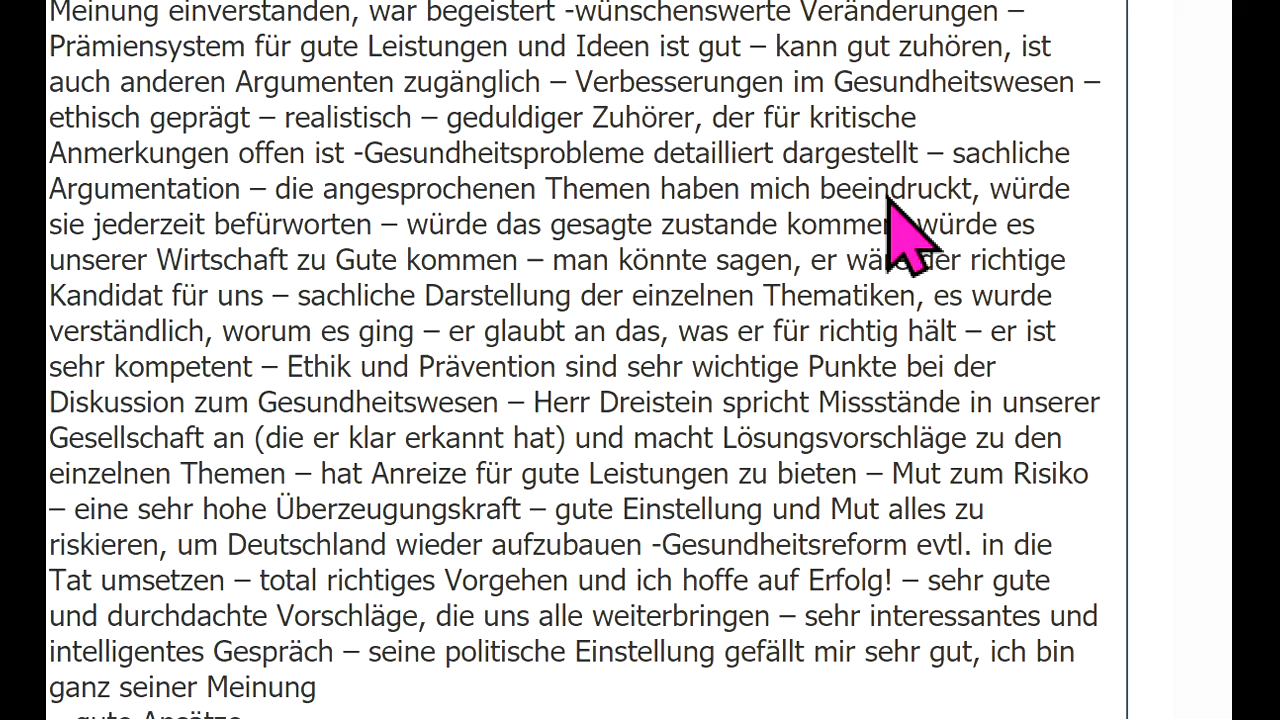 Meinung einverstanden, war begeistert -wünschenswerte Veränderungen –
Prämiensystem für gute Leistungen und Ideen ist gut – kann gut zuhören, ist
auch anderen Argumenten zugänglich – Verbesserungen im Gesundheitswesen –
ethisch geprägt – realistisch – geduldiger Zuhörer, der für kritische
Anmerkungen offen ist -Gesundheitsprobleme detailliert dargestellt – sachliche
Argumentation – die angesprochenen Themen haben mich beeindruckt, würde
sie jederzeit befürworten – würde das gesagte zustande kommen würde es
unserer Wirtschaft zu Gute kommen – man könnte sagen, er wäre der richtige
Kandidat für uns – sachliche Darstellung der einzelnen Thematiken, es wurde
verständlich, worum es ging – er glaubt an das, was er für richtig hält – er ist
sehr kompetent – Ethik und Prävention sind sehr wichtige Punkte bei der
Diskussion zum Gesundheitswesen – Herr Dreistein spricht Missstände in unserer
Gesellschaft an (die er klar erkannt hat) und macht Lösungsvorschläge zu den
einzelnen Themen – hat Anreize für gute Leistungen zu bieten – Mut zum Risiko
– eine sehr hohe Überzeugungskraft – gute Einstellung und Mut alles zu
riskieren, um Deutschland wieder aufzubauen -Gesundheitsreform evtl. in die
Tat umsetzen – total richtiges Vorgehen und ich hoffe auf Erfolg! – sehr gute
und durchdachte Vorschläge, die uns alle weiterbringen – sehr interessantes und
intelligentes Gespräch – seine politische Einstellung gefällt mir sehr gut, ich bin
ganz seiner Meinung
– gute Ansätze